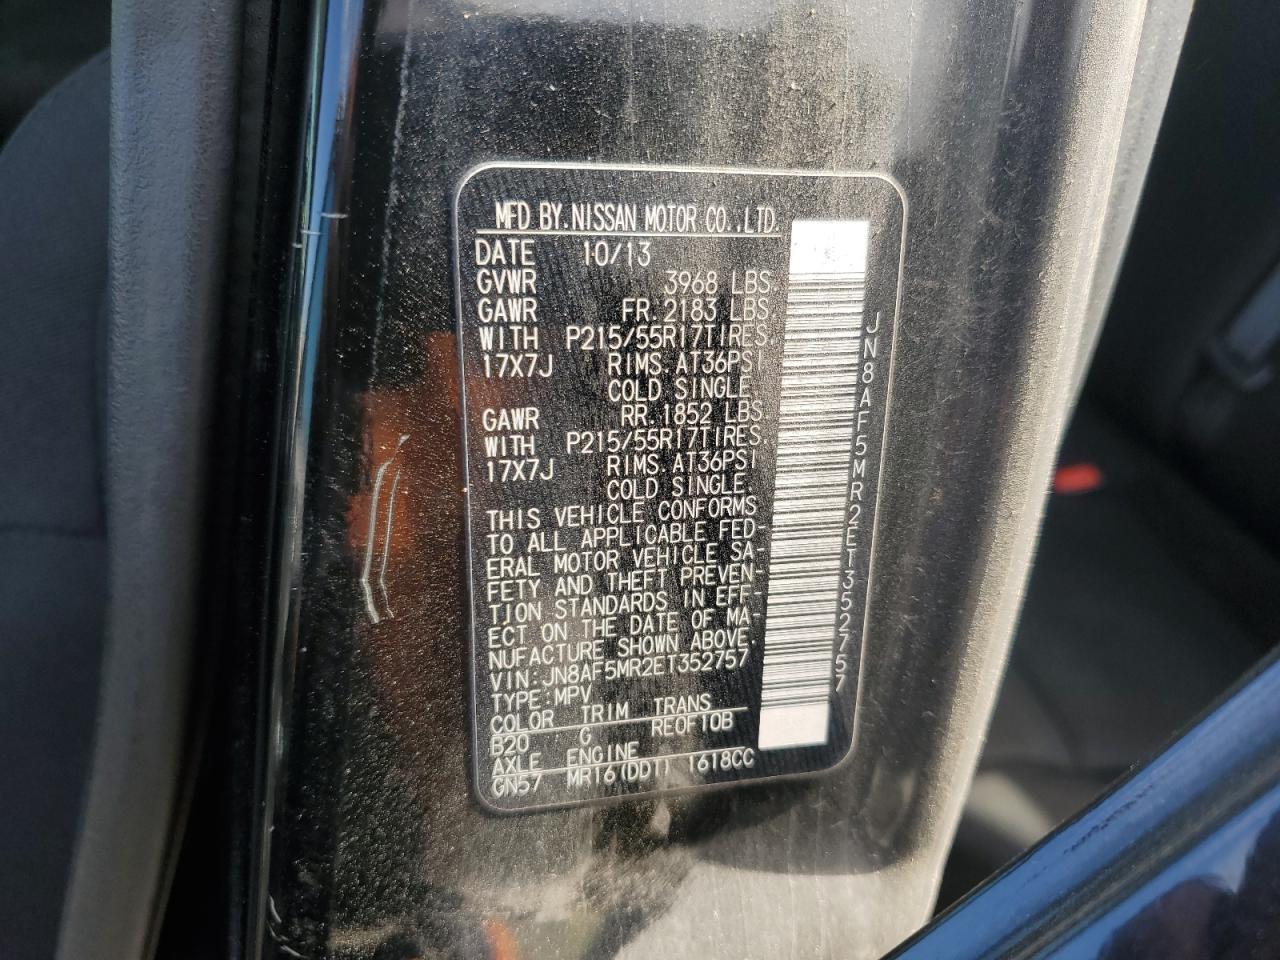 MFD BY.NISSAN MOTOR CO.,LTD.
DATE 10/13
GVWR 3968 LBS.
GAWR FR.2183 LBS.
WITH P215/55R17TIRES.
17X7J RIMS.AT36PSI
COLD SINGLE.
GAWR RR.1852 LBS.
WITH P215/55R17TIRES.
17X7J RIMS.AT36PSI
COLD SINGLE.
THIS VEHICLE CONFORMS
TO ALL APPLICABLE FED-
ERAL MOTOR VEHICLE SA-
FETY AND THEFT PREVEN-
TION STANDARDS IN EFF-
ECT ON THE DATE OF MA-
NUFACTURE SHOWN ABOVE.
VIN:JN8AF5MR2ET352757
TYPE:MPV
COLOR TRIM TRANS
B20 G RE0F10B
AXLE ENGINE
GN57 MR16(DD1) 1618CC
JN8AF5MR2ET352757